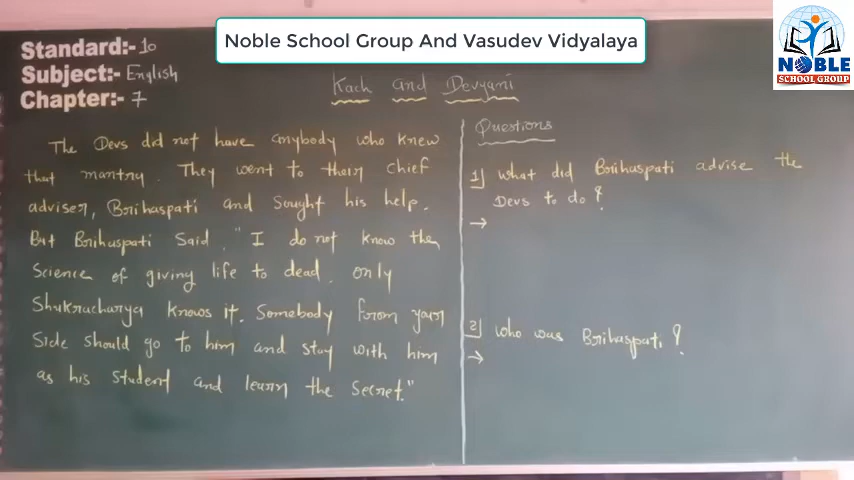 Noble School Group And Vasudev Vidyalaya
NOBLE
SCHOOL GROUP
Standard:- 10
Subject:- English
Chapter:- 7
Kach and Devyani
The Devs did not have anybody who knew
that mantry. They went to their chief
adviser, Brihaspati and Sought his help.
But Brihaspati Said, "I do not know the
Science of giving life to dead. only
Shukracharya knows it. Somebody from your
Side should go to him and stay with him
as his student and learn the secret."
Questions
1] what did Brihaspati advise the
Devs to do?
→
2] who was Brihaspati?
→